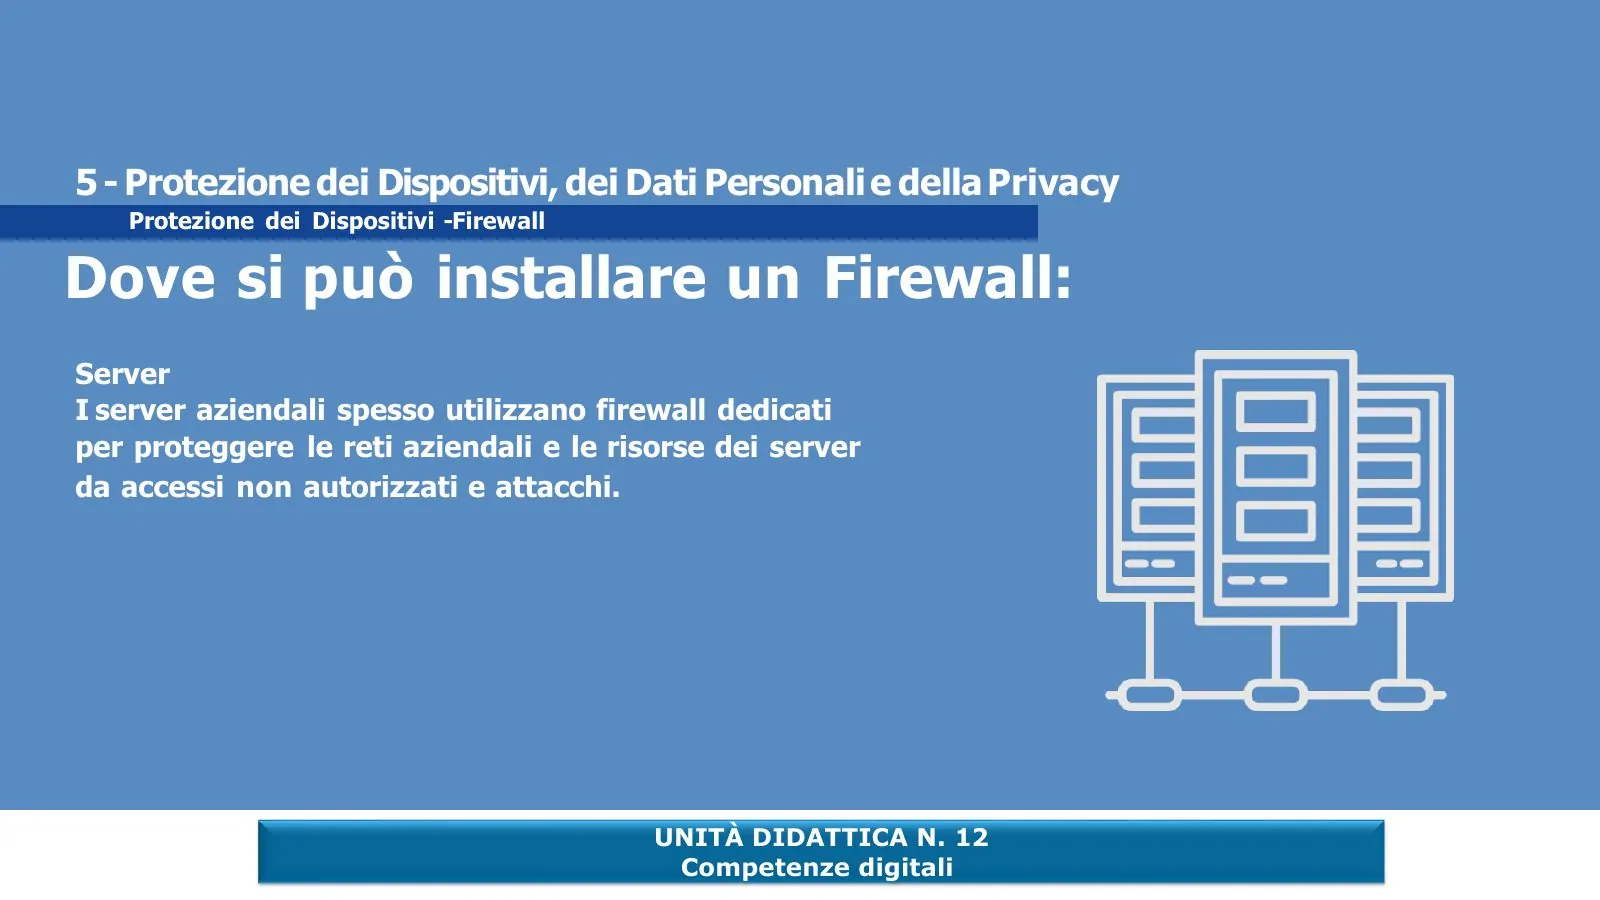 5 - Protezione dei Dispositivi, dei Dati Personali e della Privacy
Protezione dei Dispositivi -Firewall
Dove si può installare un Firewall:
Server
I server aziendali spesso utilizzano firewall dedicati
per proteggere le reti aziendali e le risorse dei server
da accessi non autorizzati e attacchi.
UNITÀ DIDATTICA N. 12
Competenze digitali